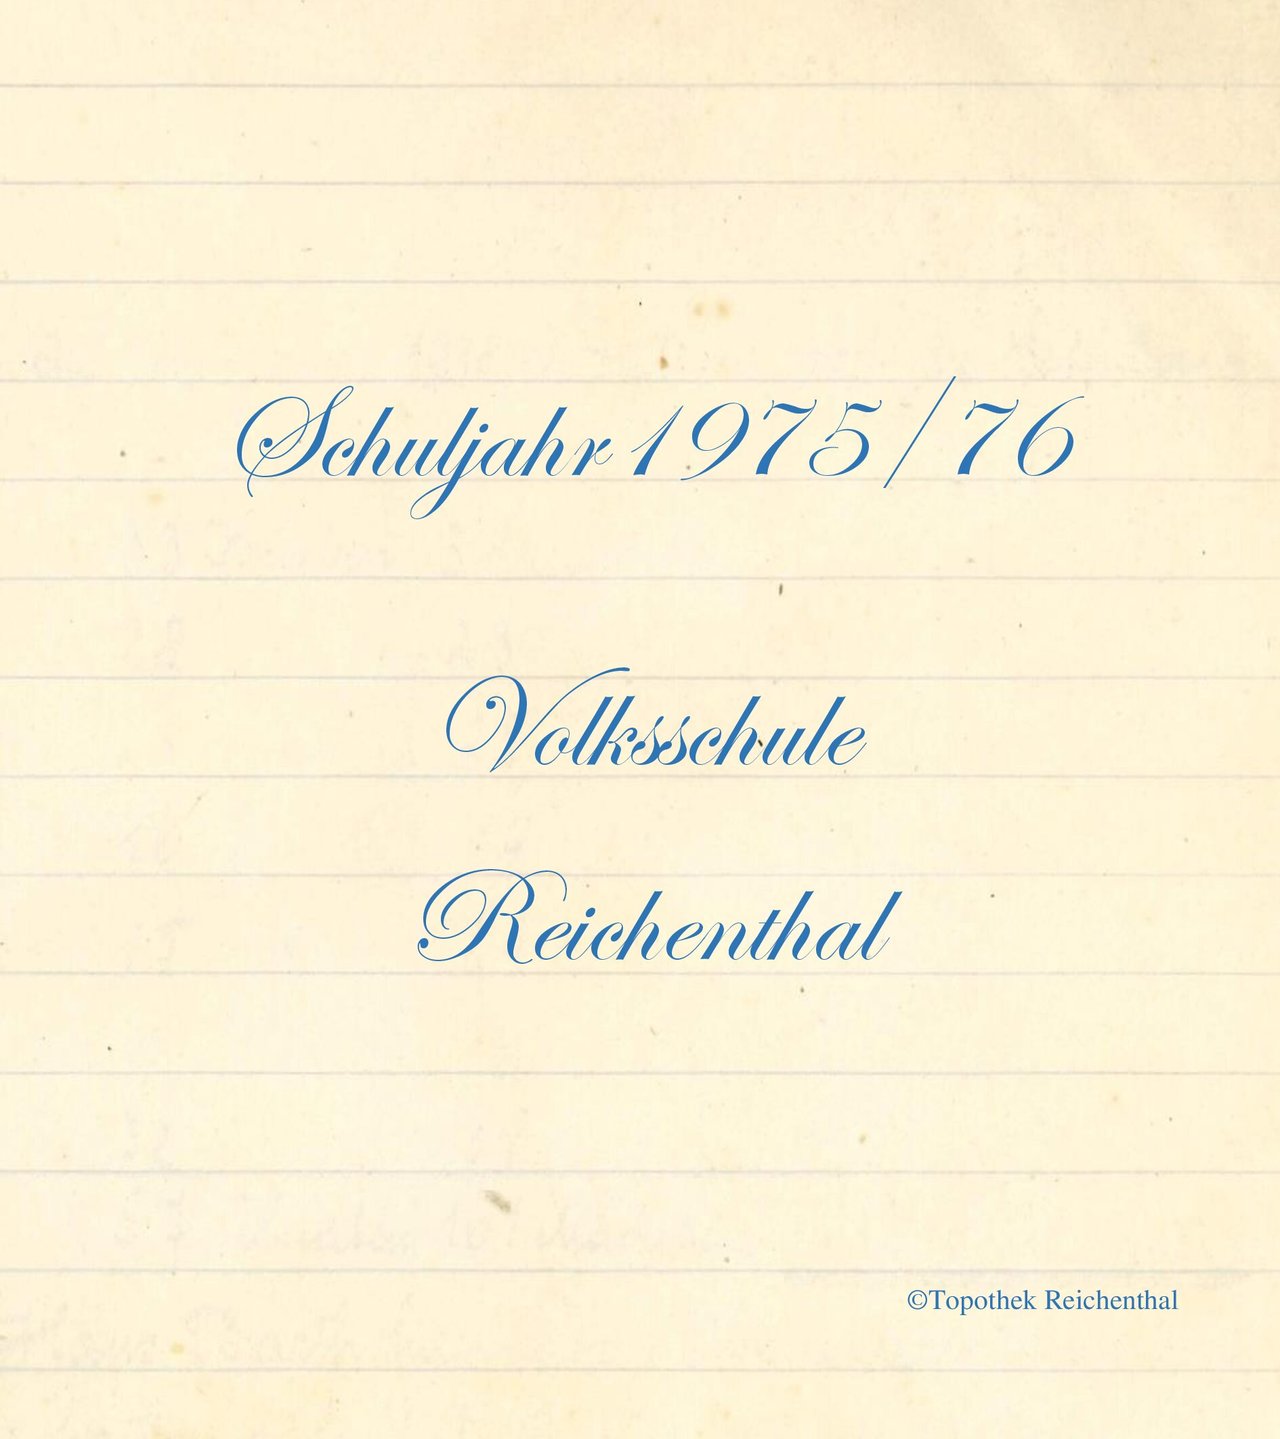 Schuljahr 1975/76
Volksschule
Reichenthal
©Topothek Reichenthal